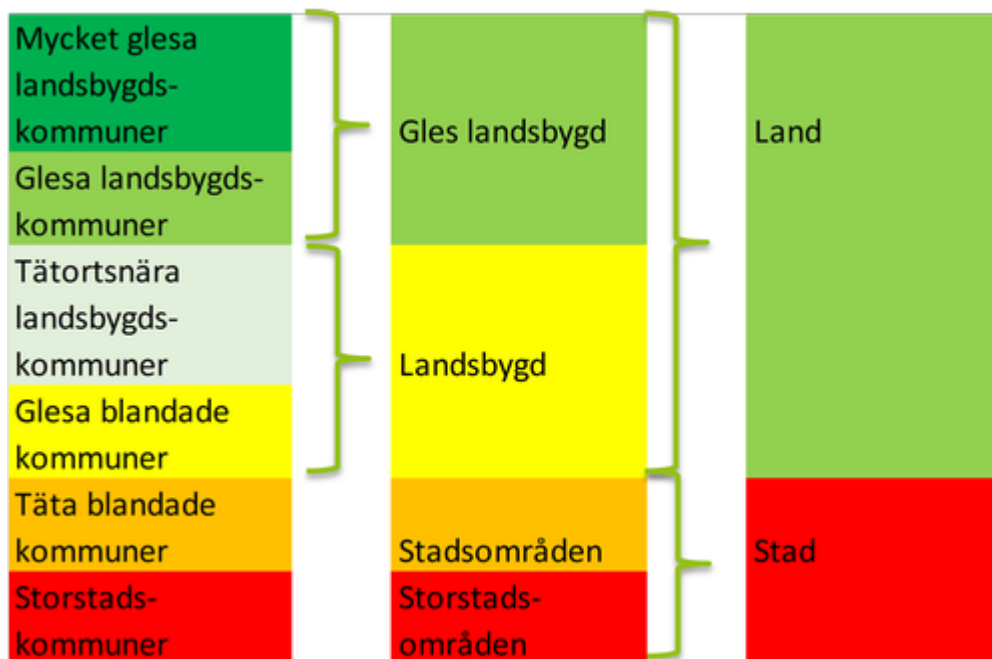 Mycket glesa
landsbygds-
kommuner
Glesa landsbygds-
kommuner
Tätortsnära
landsbygds-
kommuner
Glesa blandade
kommuner
Täta blandade
kommuner
Storstads-
kommuner
Gles landsbygd
Landsbygd
Stadsområden
Storstads-
områden
Land
Stad